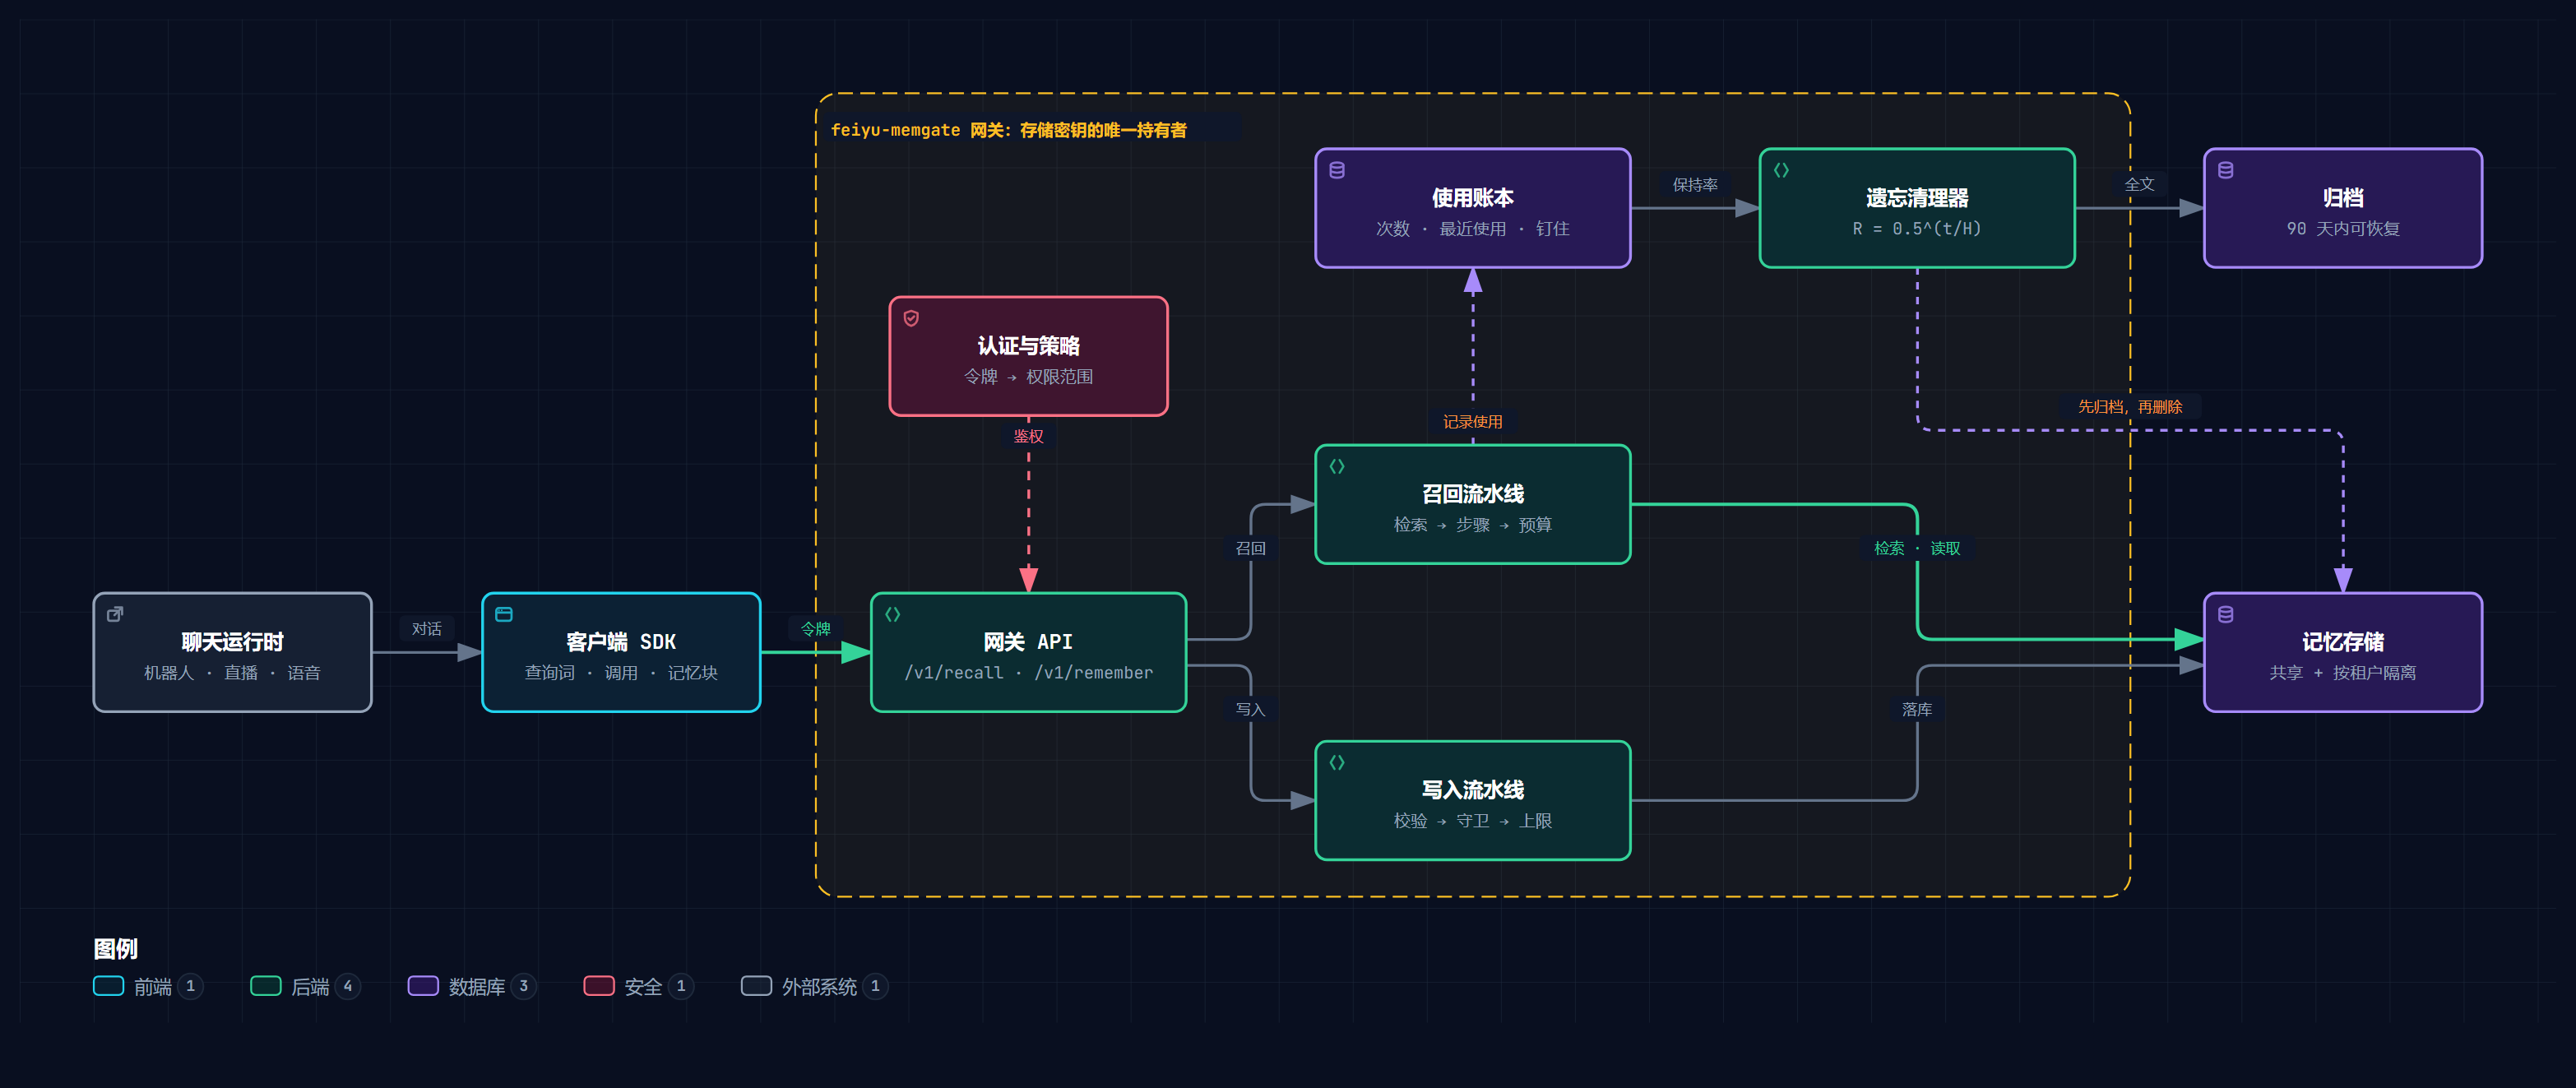 feiyu-memgate 网关：存储密钥的唯一持有者
使用账本
次数 · 最近使用 · 钉住
保持率
遗忘清理器
R = 0.5^(t/H)
全文
归档
90 天内可恢复
认证与策略
令牌 → 权限范围
鉴权
记录使用
先归档，再删除
召回流水线
检索 → 步骤 → 预算
召回
检索 · 读取
聊天运行时
机器人 · 直播 · 语音
对话
客户端 SDK
查询词 · 调用 · 记忆块
令牌
网关 API
/v1/recall · /v1/remember
记忆存储
共享 + 按租户隔离
写入
落库
写入流水线
校验 → 守卫 → 上限
图例
前端 1
后端 4
数据库 3
安全 1
外部系统 1